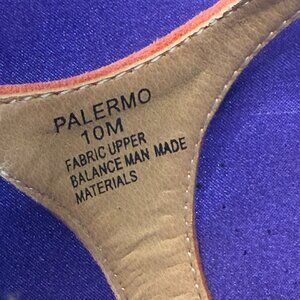 PALERMO
10M
FABRIC UPPER
BALANCE MAN MADE
MATERIALS